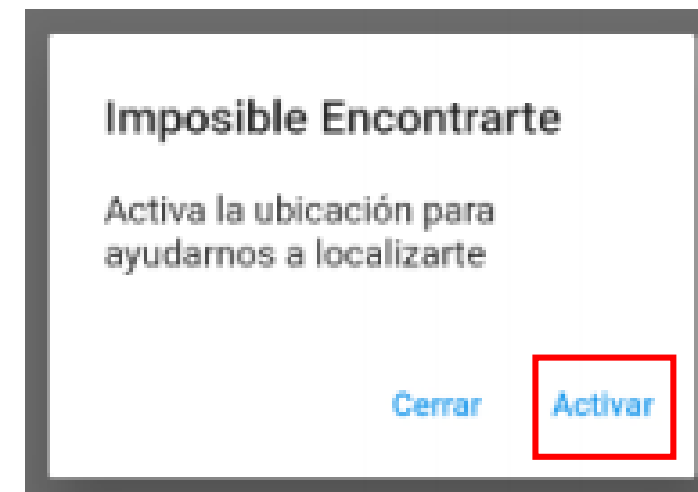 Imposible Encontrarte
Activa la ubicación para
ayudarnos a localizarte
Cerrar Activar